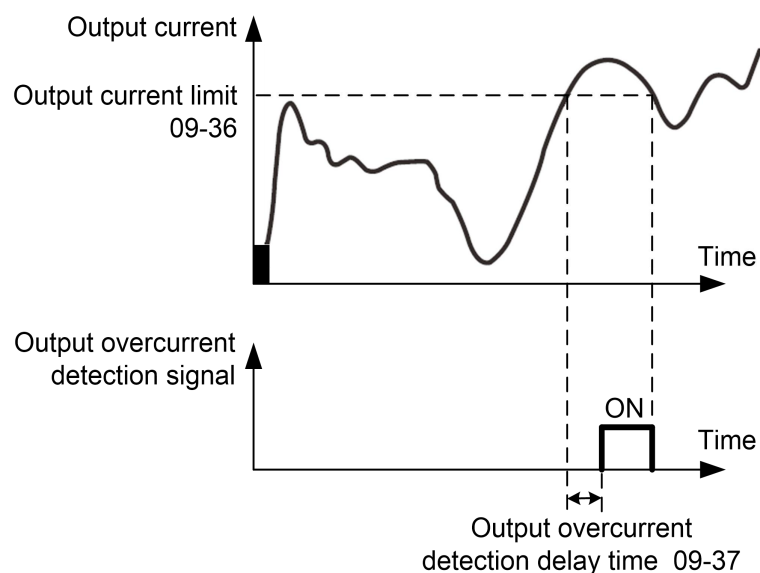 Output current
Output current limit
09-36
Time
Output overcurrent
detection signal
ON
Time
Output overcurrent
detection delay time 09-37